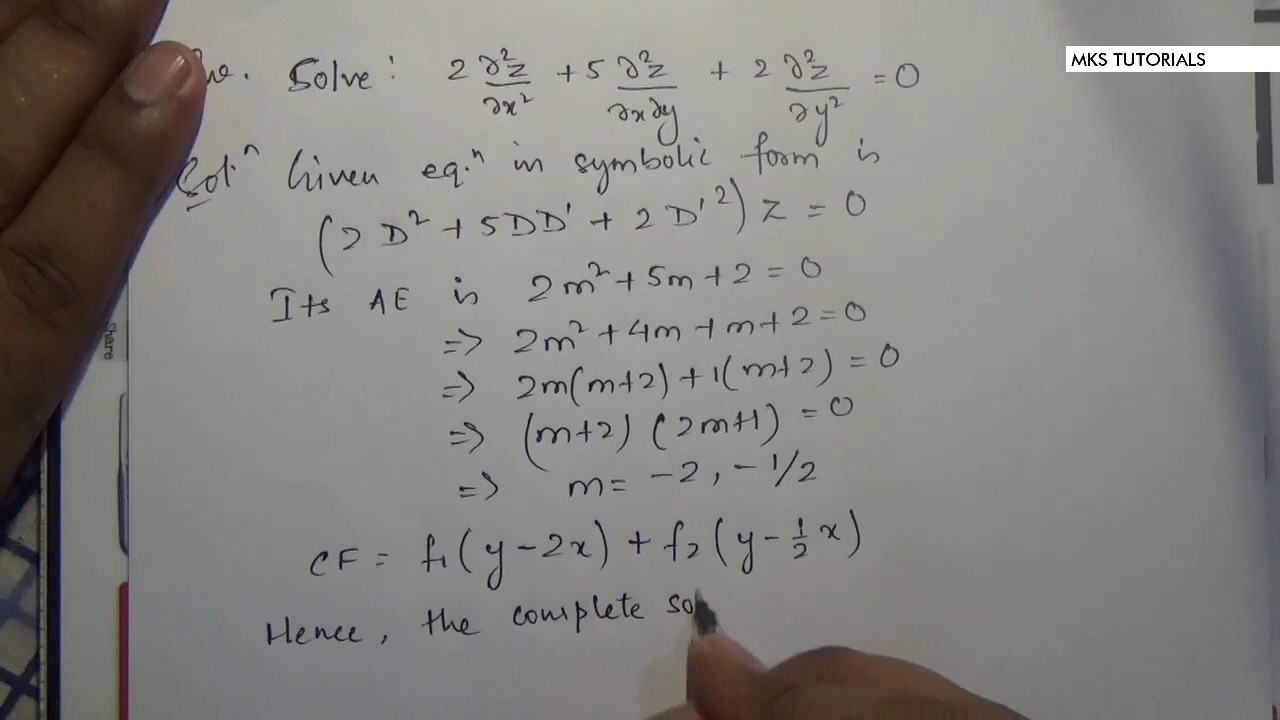 MKS TUTORIALS
Solve: 2 ∂²z/∂x² + 5 ∂²z/∂x∂y + 2 ∂²z/∂y² = 0
Solⁿ Given eq.ⁿ in symbolic form is
(2D² + 5DD' + 2D'²) z = 0
Its AE is 2m² + 5m + 2 = 0
=> 2m² + 4m + m + 2 = 0
=> 2m(m+2) + 1(m+2) = 0
=> (m+2) (2m+1) = 0
=> m = -2, -1/2
CF = f₁(y-2x) + f₂(y-½x)
Hence, the complete so
Share